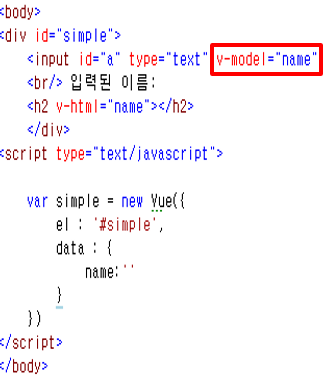 <body>
<div id="simple">
    <input id="a" type="text" v-model="name"
    <br/> 입력된 이름:
    <h2 v-html="name"></h2>
    </div>
<script type="text/javascript">
    var simple = new Vue({
        el : '#simple',
        data : {
            name:''
        }
    })
</script>
</body>